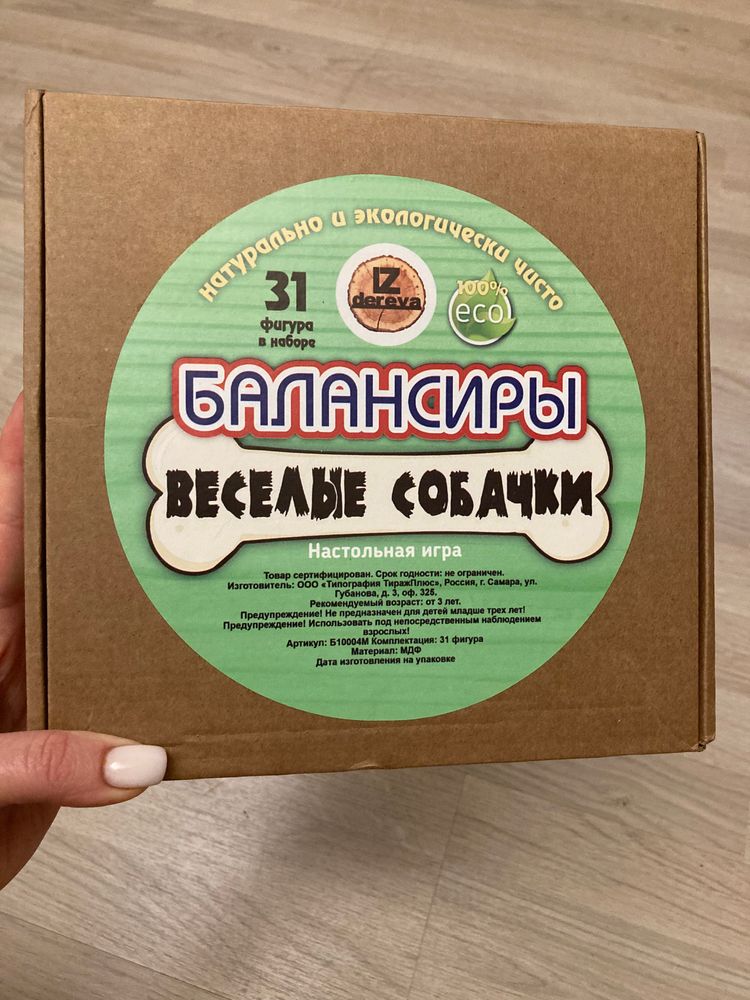 натурально и экологически чисто
31
фигура
в наборе
IZ
dereva
100%
eco
БАЛАНСИРЫ
ВЕСЕЛЫЕ СОБАЧКИ
Настольная игра
Товар сертифицирован. Срок годности: не ограничен.
Изготовитель: ООО «Типография ТиражПлюс», Россия, г. Самара, ул.
Губанова, д. 3, оф. 325.
Рекомендуемый возраст: от 3 лет.
Предупреждение! Не предназначен для детей младше трех лет!
Предупреждение! Использовать под непосредственным наблюдением
взрослых!
Артикул: Б10004М Комплектация: 31 фигура
Материал: МДФ
Дата изготовления на упаковке